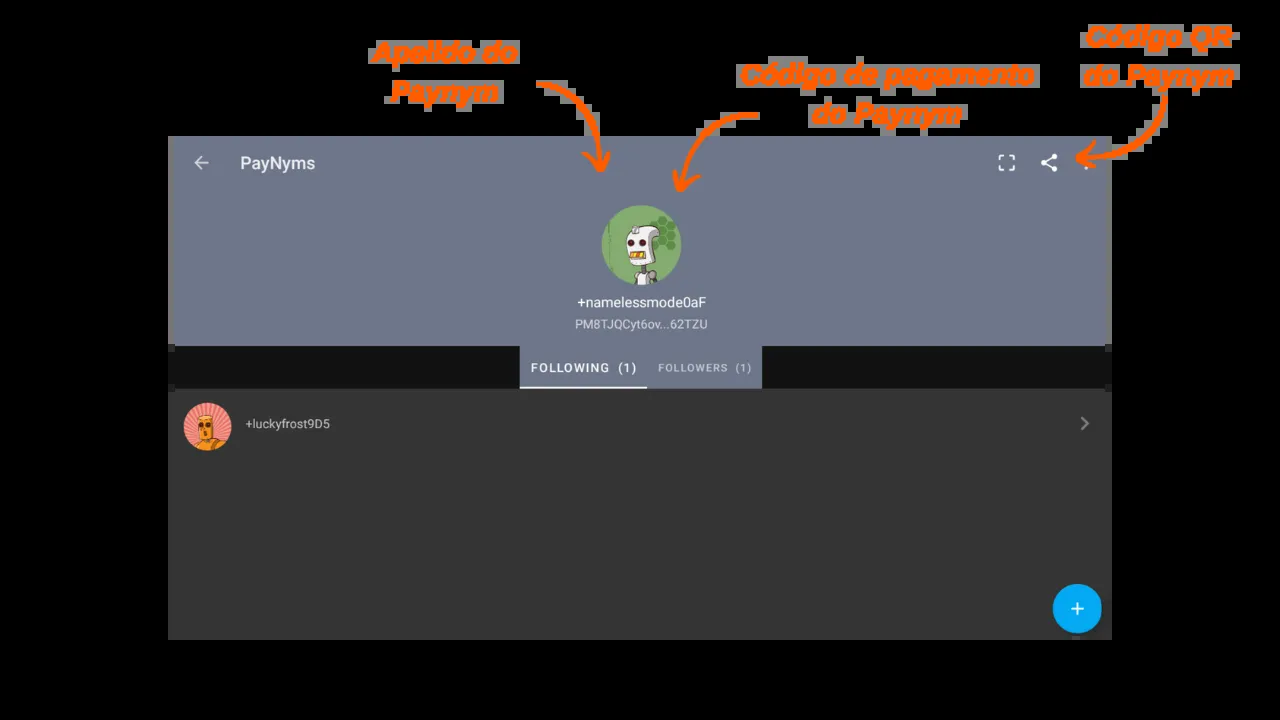 Apelido do
Paynym
Código de pagamento
do Paynym
Código QR
do Paynym
PayNyms
+namelessmode0aF
PM8TJQCyt6ov...62TZU
FOLLOWING (1)
FOLLOWERS (1)
+luckyfrost9D5